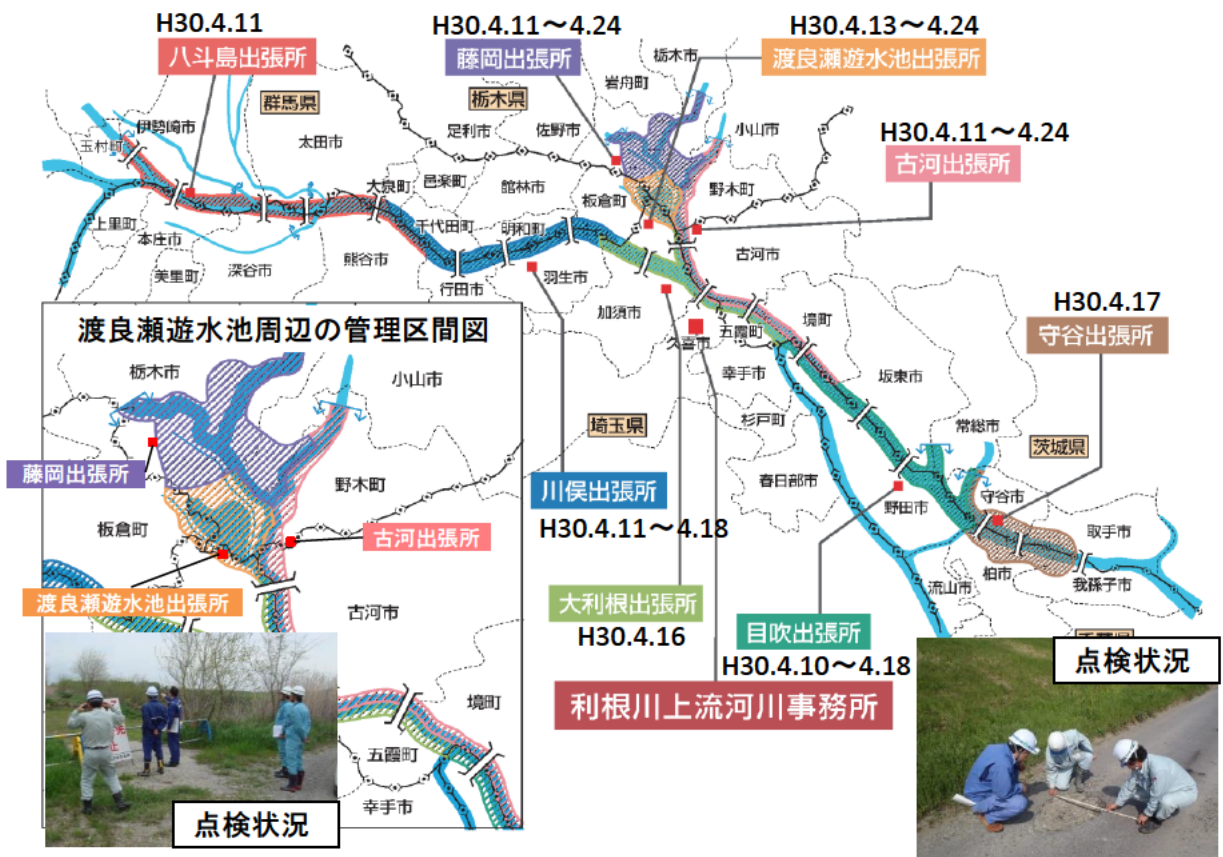 H30.4.11
八斗島出張所
H30.4.11～4.24
藤岡出張所
H30.4.13～4.24
渡良瀬遊水池出張所
H30.4.11～4.24
古河出張所
H30.4.17
守谷出張所
群馬県
栃木県
栃木市
岩舟町
小山市
伊勢崎市
玉村町
太田市
足利市
佐野市
大泉町
邑楽町
館林市
板倉町
野木町
上里町
本庄市
美里町
深谷市
熊谷市
千代田町
明和町
行田市
羽生市
加須市
古河市
久喜市
五霞町
境町
幸手市
杉戸町
坂東市
春日部市
常総市
茨城県
埼玉県
野田市
守谷市
取手市
柏市
我孫子市
流山市
川俣出張所
H30.4.11～4.18
大利根出張所
H30.4.16
目吹出張所
H30.4.10～4.18
利根川上流河川事務所
渡良瀬遊水池周辺の管理区間図
栃木市
小山市
藤岡出張所
野木町
板倉町
古河出張所
渡良瀬遊水池出張所
古河市
境町
五霞町
幸手市
点検状況
点検状況